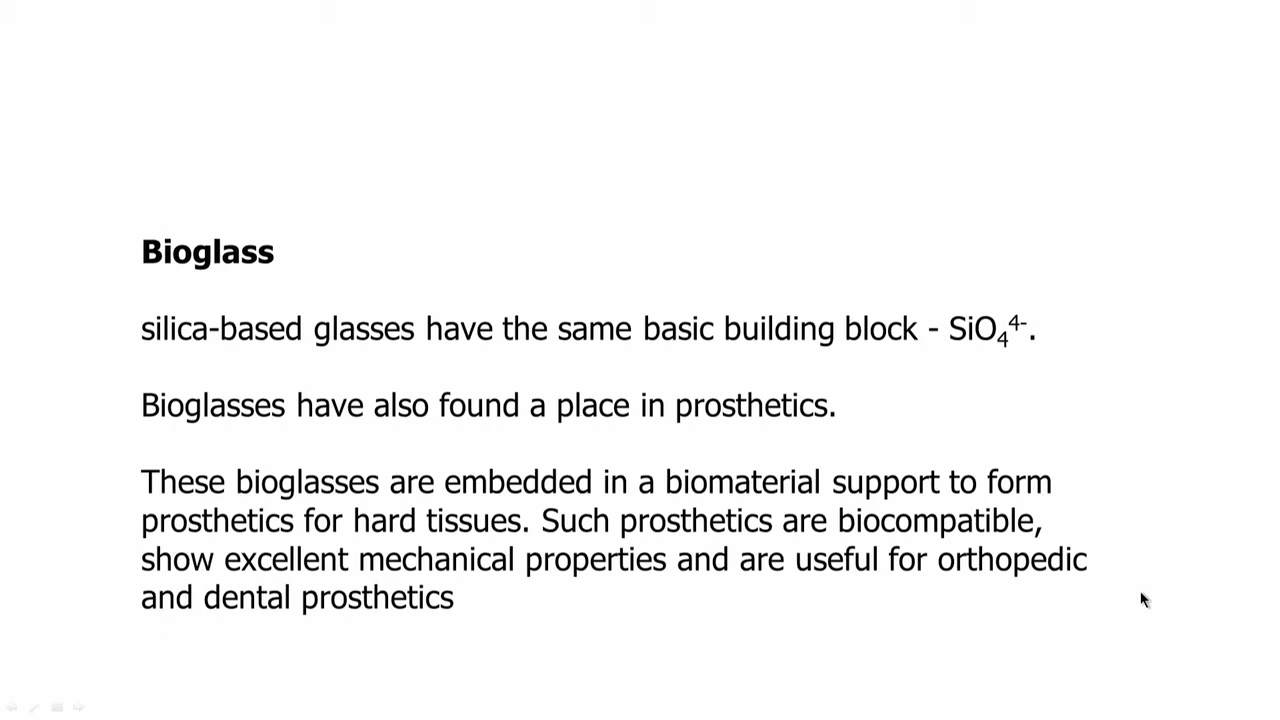 Bioglass
silica-based glasses have the same basic building block - SiO₄⁴⁻.
Bioglasses have also found a place in prosthetics.
These bioglasses are embedded in a biomaterial support to form
prosthetics for hard tissues. Such prosthetics are biocompatible,
show excellent mechanical properties and are useful for orthopedic
and dental prosthetics